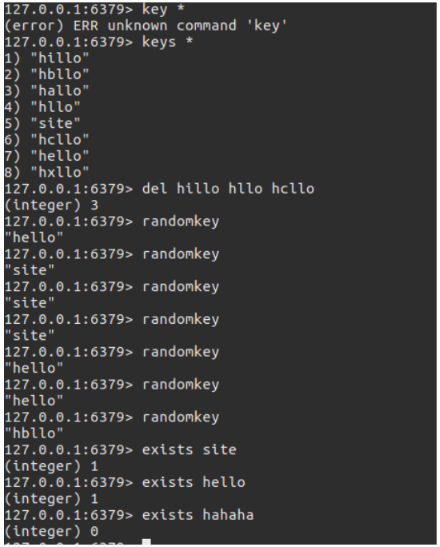 127.0.0.1:6379> key *
(error) ERR unknown command 'key'
127.0.0.1:6379> keys *
1) "hillo"
2) "hbllo"
3) "hallo"
4) "hllo"
5) "site"
6) "hcllo"
7) "hello"
8) "hxllo"
127.0.0.1:6379> del hillo hllo hcllo
(integer) 3
127.0.0.1:6379> randomkey
"hello"
127.0.0.1:6379> randomkey
"site"
127.0.0.1:6379> randomkey
"site"
127.0.0.1:6379> randomkey
"site"
127.0.0.1:6379> randomkey
"hello"
127.0.0.1:6379> randomkey
"hello"
127.0.0.1:6379> randomkey
"hbllo"
127.0.0.1:6379> exists site
(integer) 1
127.0.0.1:6379> exists hello
(integer) 1
127.0.0.1:6379> exists hahaha
(integer) 0